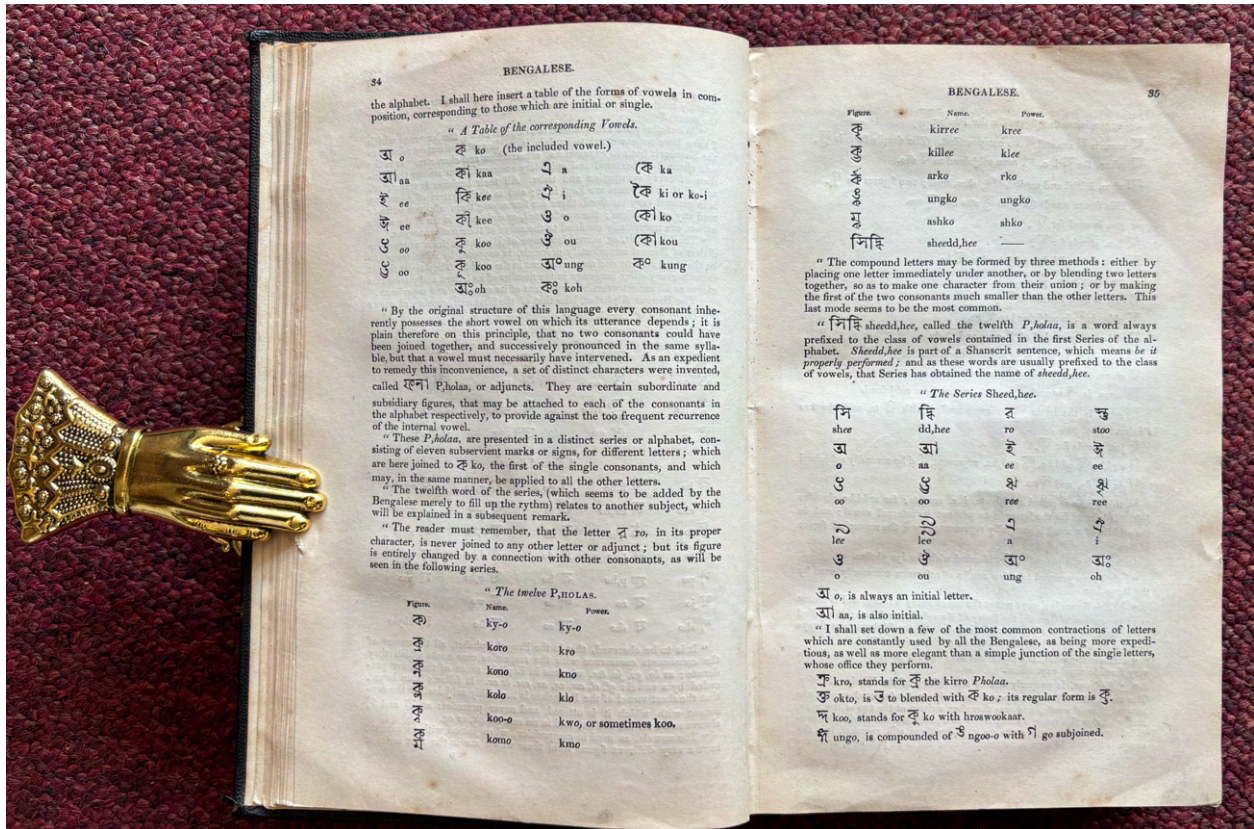 34
BENGALESE.
the alphabet. I shall here insert a table of the forms of vowels in com-
position, corresponding to those which are initial or single.
" A Table of the corresponding Vowels.
অ o ক ko (the included vowel.)
আ aa কা kaa এ a কে ka
ee কি kee ঐ i কৈ ki or ko-i
ee কী kee ও o কো ko
oo কু koo ঔ ou কৌ kou
oo কূ koo অং ung কং kung
অঃ oh কঃ koh
" By the original structure of this language every consonant inhe-
rently possesses the short vowel on which its utterance depends ; it is
plain therefore on this principle, that no two consonants could have
been joined together, and successively pronounced in the same sylla-
ble, but that a vowel must necessarily have intervened. As an expedient
to remedy this inconvenience, a set of distinct characters were invented,
called P,holaa, or adjuncts. They are certain subordinate and
subsidiary figures, that may be attached to each of the consonants in
the alphabet respectively, to provide against the too frequent recurrence
of the internal vowel.
" These P,holaa, are presented in a distinct series or alphabet, con-
sisting of eleven subservient marks or signs, for different letters ; which
are here joined to ক ko, the first of the single consonants, and which
may, in the same manner, be applied to all the other letters.
" The twelfth word of the series, (which seems to be added by the
Bengalese merely to fill up the rythm) relates to another subject, which
will be explained in a subsequent remark.
" The reader must remember, that the letter ro, in its proper
character, is never joined to any other letter or adjunct ; but its figure
is entirely changed by a connection with other consonants, as will be
seen in the following series.
" The twelve P,HOLAS.
Figure. Name. Power.
ক্য ky-o ky-o
ক্র koro kro
ক্ন kono kno
ক্ল kolo klo
ক্ব koo-o kwo, or sometimes koo.
ক্ম komo kmo
BENGALESE.
35
Figure. Name. Power.
কৃ kirree kree
killee klee
র্ক arko rko
ঙ্ক ungko ungko
ashko shko
সিদ্ধি sheedd,hee ——
" The compound letters may be formed by three methods : either by
placing one letter immediately under another, or by blending two letters
together, so as to make one character from their union ; or by making
the first of the two consonants much smaller than the other letters. This
last mode seems to be the most common.
" সিদ্ধি sheedd,hee, called the twelfth P,holaa, is a word always
prefixed to the class of vowels contained in the first Series of the al-
phabet. Sheedd,hee is part of a Shanscrit sentence, which means be it
properly performed ; and as these words are usually prefixed to the class
of vowels, that Series has obtained the name of sheedd,hee.
" The Series Sheed,hee.
সি দ্ধি ৰ স্তু
shee dd,hee ro stoo
অ আ ই ঈ
o aa ee ee
উ ঊ ঋ ৠ
oo oo ree ree
ঌ ৡ এ ঐ
lee lee a i
ও ঔ অং অঃ
o ou ung oh
অ o, is always an initial letter.
আ aa, is also initial.
" I shall set down a few of the most common contractions of letters
which are constantly used by all the Bengalese, as being more expedi-
tious, as well as more elegant than a simple junction of the single letters,
whose office they perform.
kro, stands for the kirro Pholaa.
okto, is to blended with ক ko ; its regular form is
koo, stands for ko with hroswookaar.
ungo, is compounded of ঙ ngoo-o with গ go subjoined.